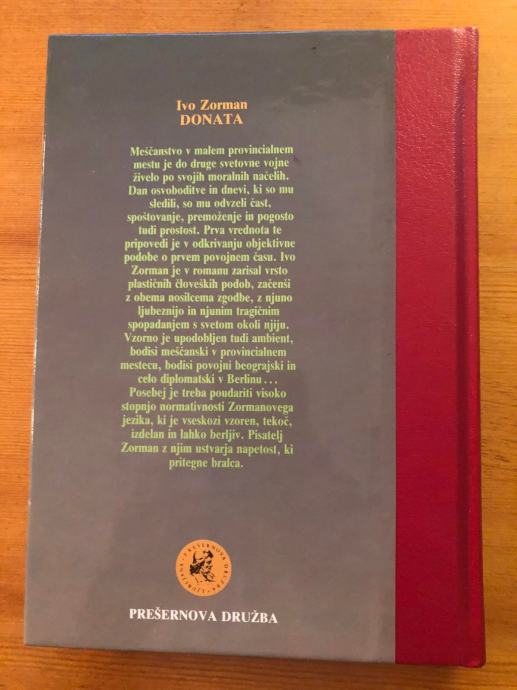 Ivo Zorman
DONATA
Meščanstvo v malem provincialnem
mestu je do druge svetovne vojne
živelo po svojih moralnih načelih.
Dan osvoboditve in dnevi, ki so mu
sledili, so mu odvzeli čast,
spoštovanje, premoženje in pogosto
tudi prostost. Prva vrednota te
pripovedi je v odkrivanju objektivne
podobe o prvem povojnem času. Ivo
Zorman je v romanu zarisal vrsto
plastičnih človeških podob, začenši
z obema nosilcema zgodbe, z njuno
ljubeznijo in njunim tragičnim
spopadanjem s svetom okoli njiju.
Vzorno je upodobljen tudi ambient,
bodisi meščanski v provincialnem
mestecu, bodisi povojni beograjski in
celo diplomatski v Berlinu...
Posebej je treba poudariti visoko
stopnjo normativnosti Zormanovega
jezika, ki je vseskozi vzoren, tekoč,
izdelan in lahko berljiv. Pisatelj
Zorman z njim ustvarja napetost, ki
pritegne bralca.
PREŠERNOVA DRUŽBA
LJUBLJANA
PREŠERNOVA DRUŽBA